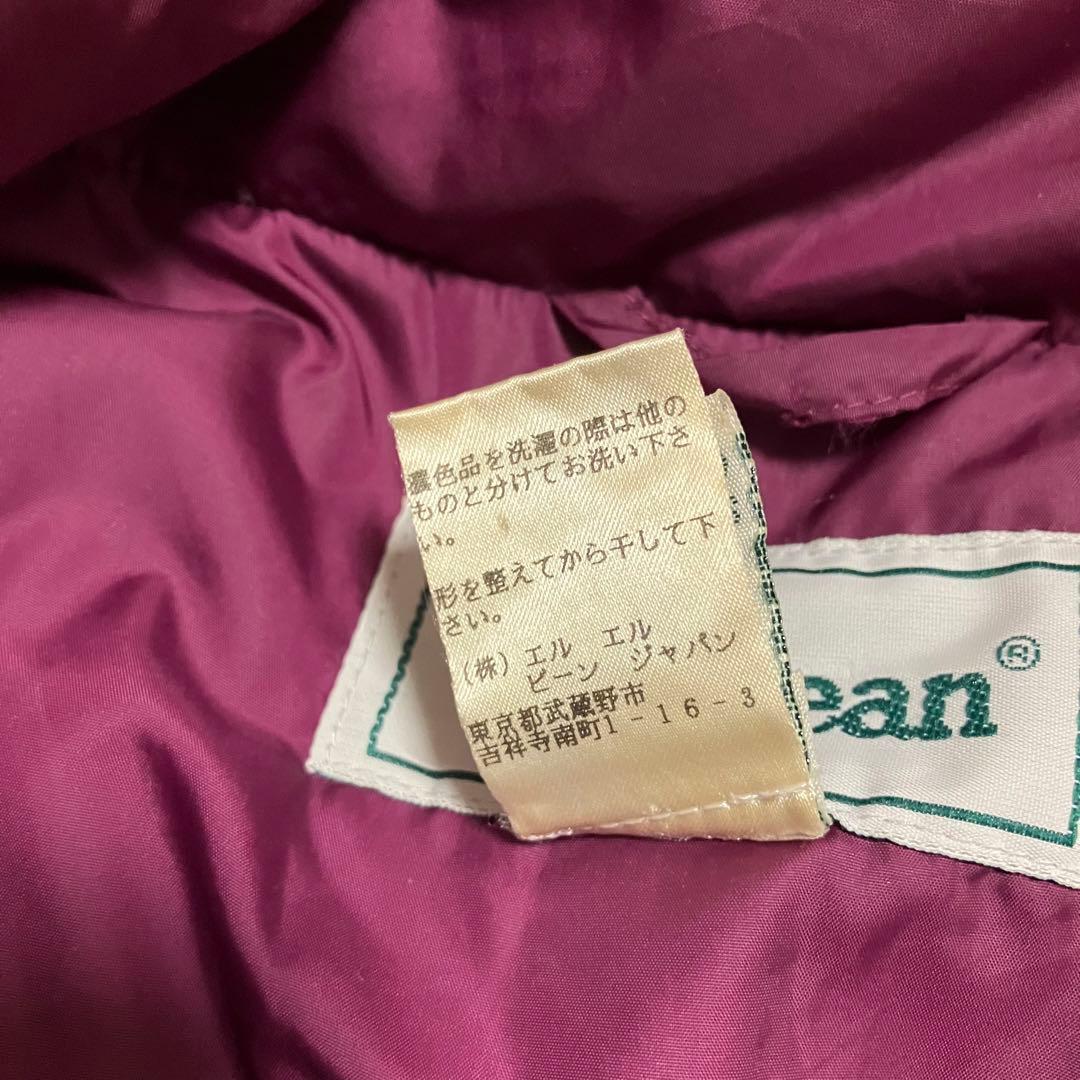 濃色品を洗濯の際は他の
ものと分けてお洗い下さ
い。
形を整えてから干して下
さい。
(株) エル エル
ビーン ジャパン
東京都武蔵野市
吉祥寺南町1-16-3
ean®